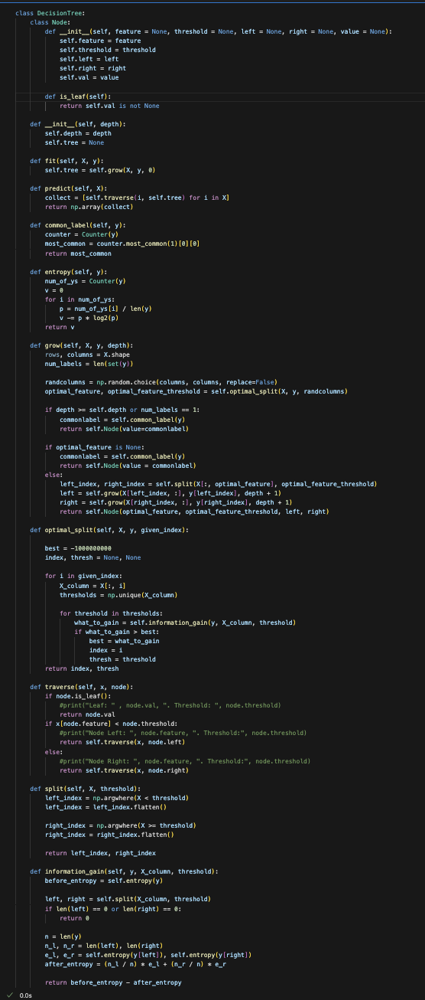 class DecisionTree:
    class Node:
        def __init__(self, feature = None, threshold = None, left = None, right = None, value = None):
            self.feature = feature
            self.threshold = threshold
            self.left = left
            self.right = right
            self.val = value

        def is_leaf(self):
            return self.val is not None

    def __init__(self, depth):
        self.depth = depth
        self.tree = None

    def fit(self, X, y):
        self.tree = self.grow(X, y, 0)

    def predict(self, X):
        collect = [self.traverse(i, self.tree) for i in X]
        return np.array(collect)

    def common_label(self, y):
        counter = Counter(y)
        most_common = counter.most_common(1)[0][0]
        return most_common

    def entropy(self, y):
        num_of_ys = Counter(y)
        v = 0
        for i in num_of_ys:
            p = num_of_ys[i] / len(y)
            v -= p * log2(p)
        return v

    def grow(self, X, y, depth):
        rows, columns = X.shape
        num_labels = len(set(y))

        randcolumns = np.random.choice(columns, columns, replace=False)
        optimal_feature, optimal_feature_threshold = self.optimal_split(X, y, randcolumns)

        if depth >= self.depth or num_labels == 1:
            commonlabel = self.common_label(y)
            return self.Node(value=commonlabel)

        if optimal_feature is None:
            commonlabel = self.common_label(y)
            return self.Node(value = commonlabel)
        else:
            left_index, right_index = self.split(X[:, optimal_feature], optimal_feature_threshold)
            left = self.grow(X[left_index, :], y[left_index], depth + 1)
            right = self.grow(X[right_index, :], y[right_index], depth + 1)
            return self.Node(optimal_feature, optimal_feature_threshold, left, right)

    def optimal_split(self, X, y, given_index):

        best = -1000000000
        index, thresh = None, None

        for i in given_index:
            X_column = X[:, i]
            thresholds = np.unique(X_column)

            for threshold in thresholds:
                what_to_gain = self.information_gain(y, X_column, threshold)
                if what_to_gain > best:
                    best = what_to_gain
                    index = i
                    thresh = threshold
        return index, thresh

    def traverse(self, x, node):
        if node.is_leaf():
            #print("Leaf: " , node.val, ". Threshold: ", node.threshold)
            return node.val
        if x[node.feature] < node.threshold:
            #print("Node Left: ", node.feature, ". Threshold:", node.threshold)
            return self.traverse(x, node.left)
        else:
            #print("Node Right: ", node.feature, ". Threshold:", node.threshold)
            return self.traverse(x, node.right)

    def split(self, X, threshold):
        left_index = np.argwhere(X < threshold)
        left_index = left_index.flatten()

        right_index = np.argwhere(X >= threshold)
        right_index = right_index.flatten()

        return left_index, right_index

    def information_gain(self, y, X_column, threshold):
        before_entropy = self.entropy(y)

        left, right = self.split(X_column, threshold)
        if len(left) == 0 or len(right) == 0:
            return 0

        n = len(y)
        n_l, n_r = len(left), len(right)
        e_l, e_r = self.entropy(y[left]), self.entropy(y[right])
        after_entropy = (n_l / n) * e_l + (n_r / n) * e_r

        return before_entropy - after_entropy
✓ 0.0s